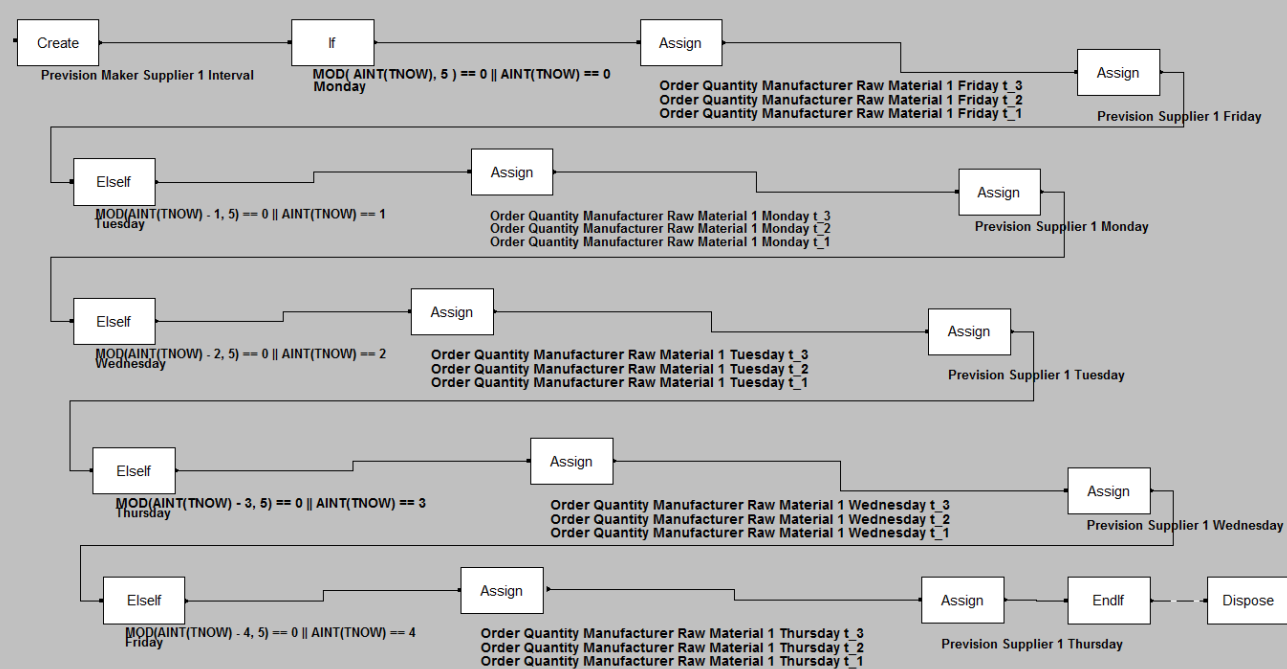 Create
Prevision Maker Supplier 1 Interval
If
MOD( AINT(TNOW), 5 ) == 0 || AINT(TNOW) == 0
Monday
Assign
Order Quantity Manufacturer Raw Material 1 Friday t_3
Order Quantity Manufacturer Raw Material 1 Friday t_2
Order Quantity Manufacturer Raw Material 1 Friday t_1
Assign
Prevision Supplier 1 Friday
ElseIf
MOD(AINT(TNOW) - 1, 5) == 0 || AINT(TNOW) == 1
Tuesday
Assign
Order Quantity Manufacturer Raw Material 1 Monday t_3
Order Quantity Manufacturer Raw Material 1 Monday t_2
Order Quantity Manufacturer Raw Material 1 Monday t_1
Assign
Prevision Supplier 1 Monday
ElseIf
MOD(AINT(TNOW) - 2, 5) == 0 || AINT(TNOW) == 2
Wednesday
Assign
Order Quantity Manufacturer Raw Material 1 Tuesday t_3
Order Quantity Manufacturer Raw Material 1 Tuesday t_2
Order Quantity Manufacturer Raw Material 1 Tuesday t_1
Assign
Prevision Supplier 1 Tuesday
ElseIf
MOD(AINT(TNOW) - 3, 5) == 0 || AINT(TNOW) == 3
Thursday
Assign
Order Quantity Manufacturer Raw Material 1 Wednesday t_3
Order Quantity Manufacturer Raw Material 1 Wednesday t_2
Order Quantity Manufacturer Raw Material 1 Wednesday t_1
Assign
Prevision Supplier 1 Wednesday
ElseIf
MOD(AINT(TNOW) - 4, 5) == 0 || AINT(TNOW) == 4
Friday
Assign
Order Quantity Manufacturer Raw Material 1 Thursday t_3
Order Quantity Manufacturer Raw Material 1 Thursday t_2
Order Quantity Manufacturer Raw Material 1 Thursday t_1
Assign
Prevision Supplier 1 Thursday
EndIf
Dispose